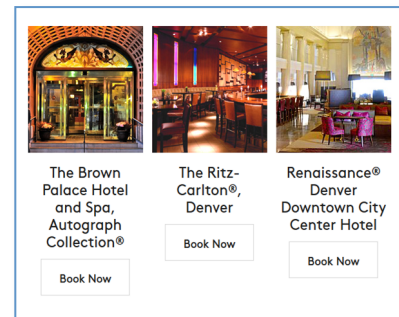 The Brown
Palace Hotel
and Spa,
Autograph
Collection®
Book Now
The Ritz-
Carlton®,
Denver
Book Now
Renaissance®
Denver
Downtown City
Center Hotel
Book Now